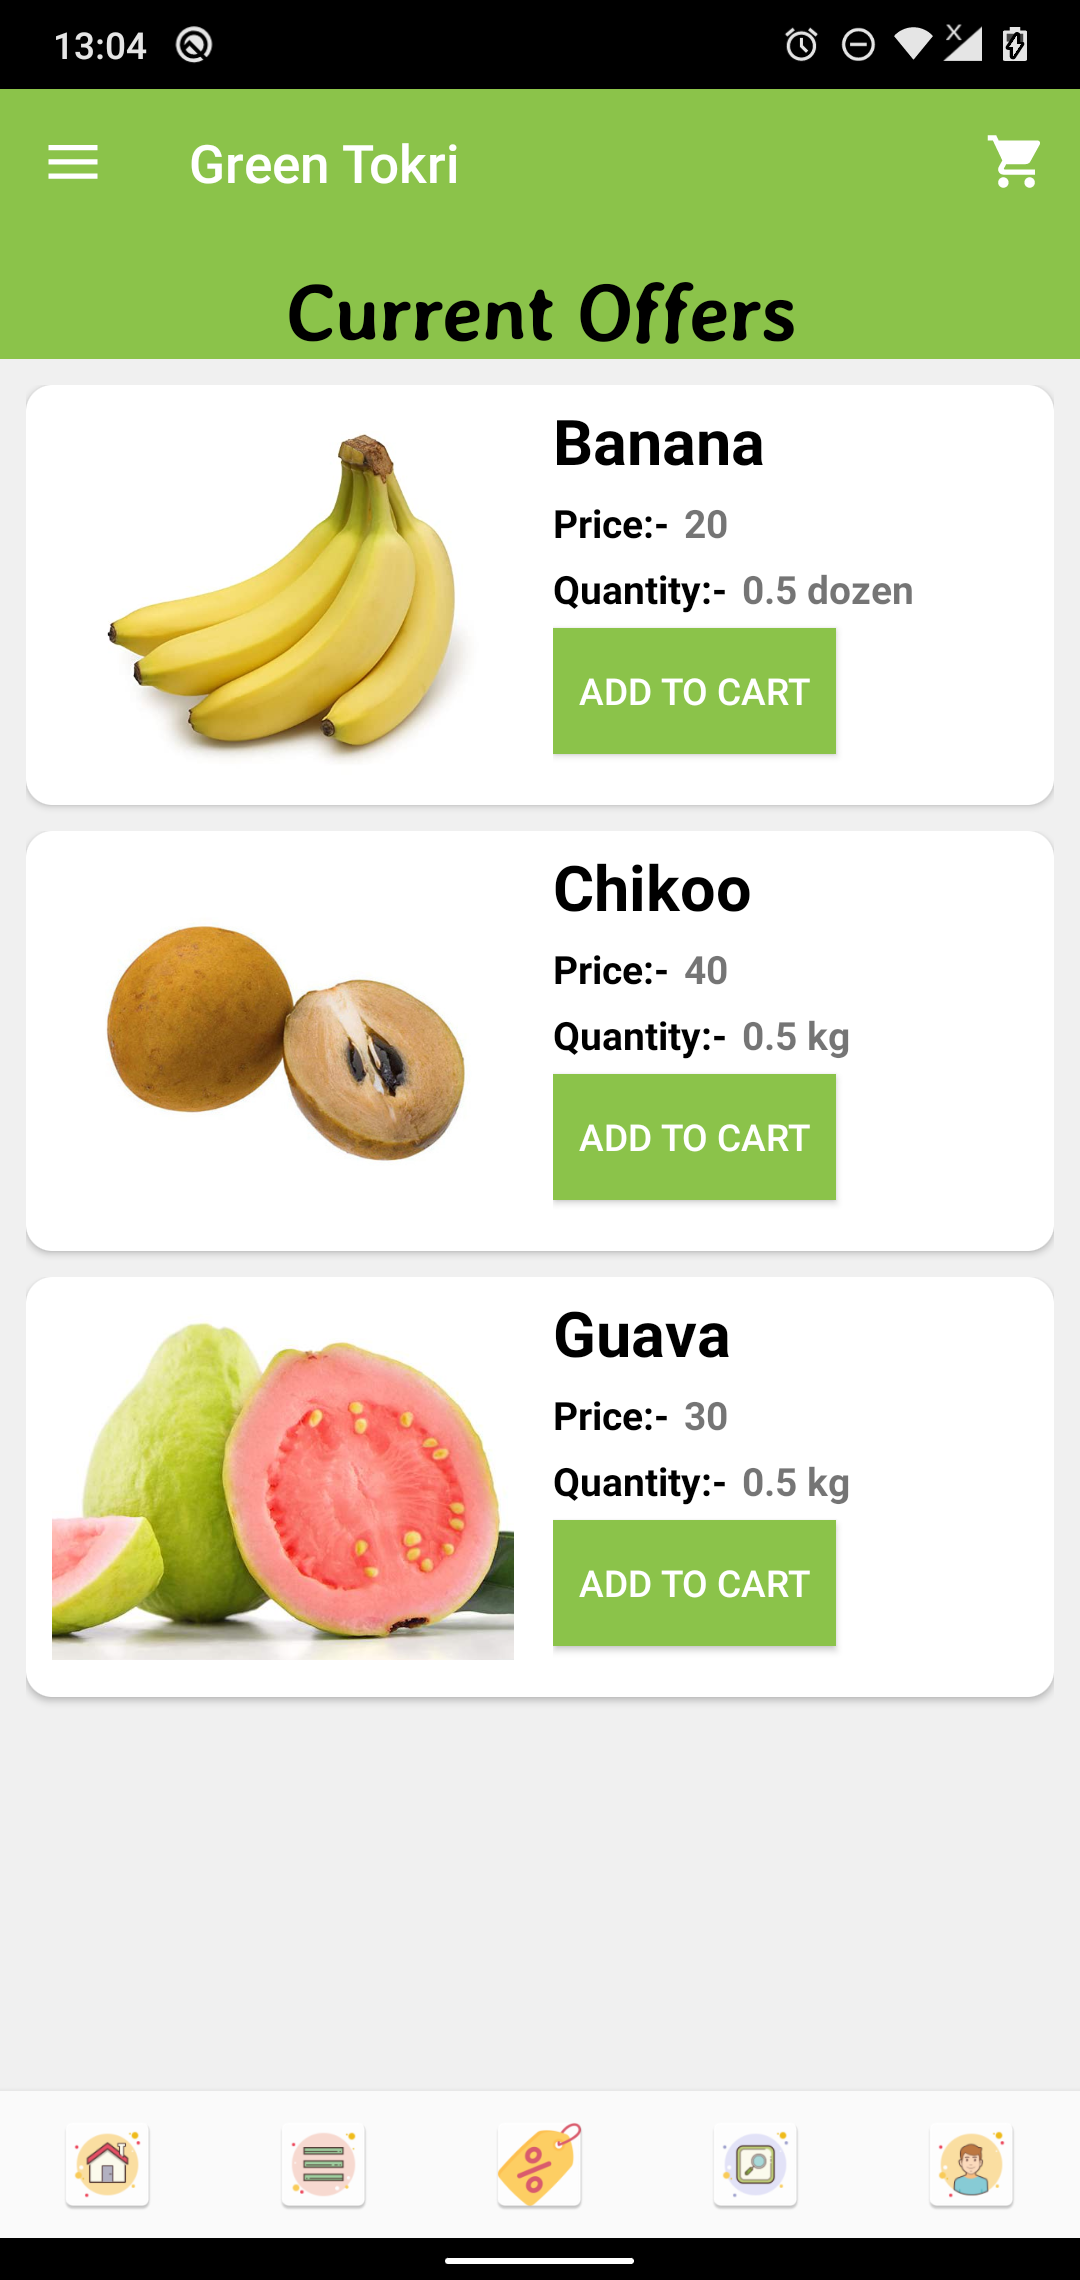 13:04
Green Tokri
Current Offers
Banana
Price:- 20
Quantity:- 0.5 dozen
ADD TO CART
Chikoo
Price:- 40
Quantity:- 0.5 kg
ADD TO CART
Guava
Price:- 30
Quantity:- 0.5 kg
ADD TO CART